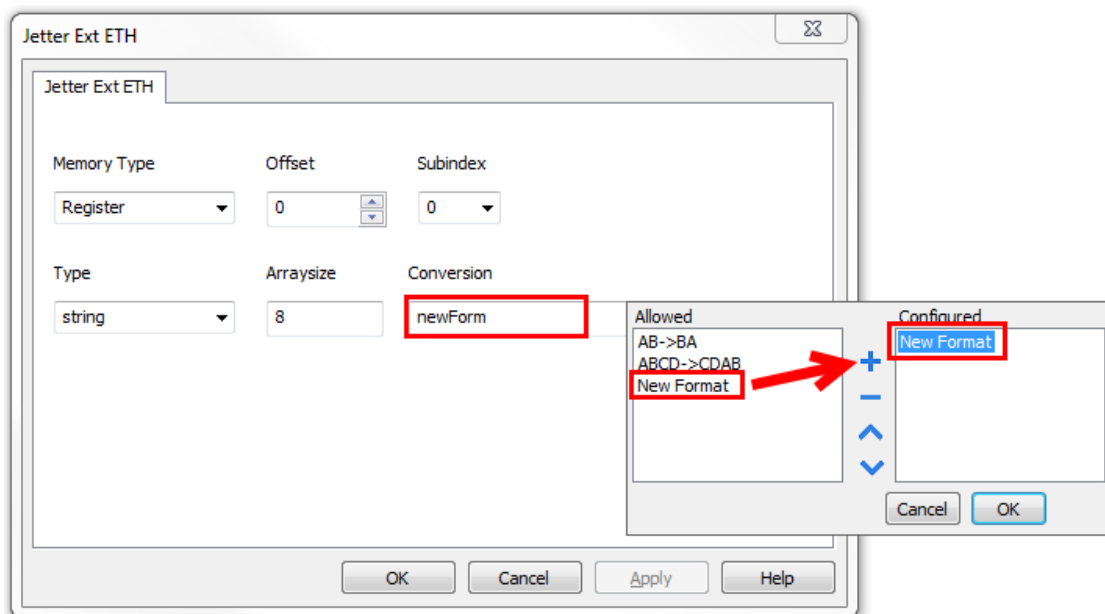 Jetter Ext ETH
Jetter Ext ETH
Memory Type Offset Subindex
Register 0 0
Type Arraysize Conversion
string 8 newForm
Allowed Configured
AB->BA New Format
ABCD->CDAB
New Format
Cancel OK
OK Cancel Apply Help